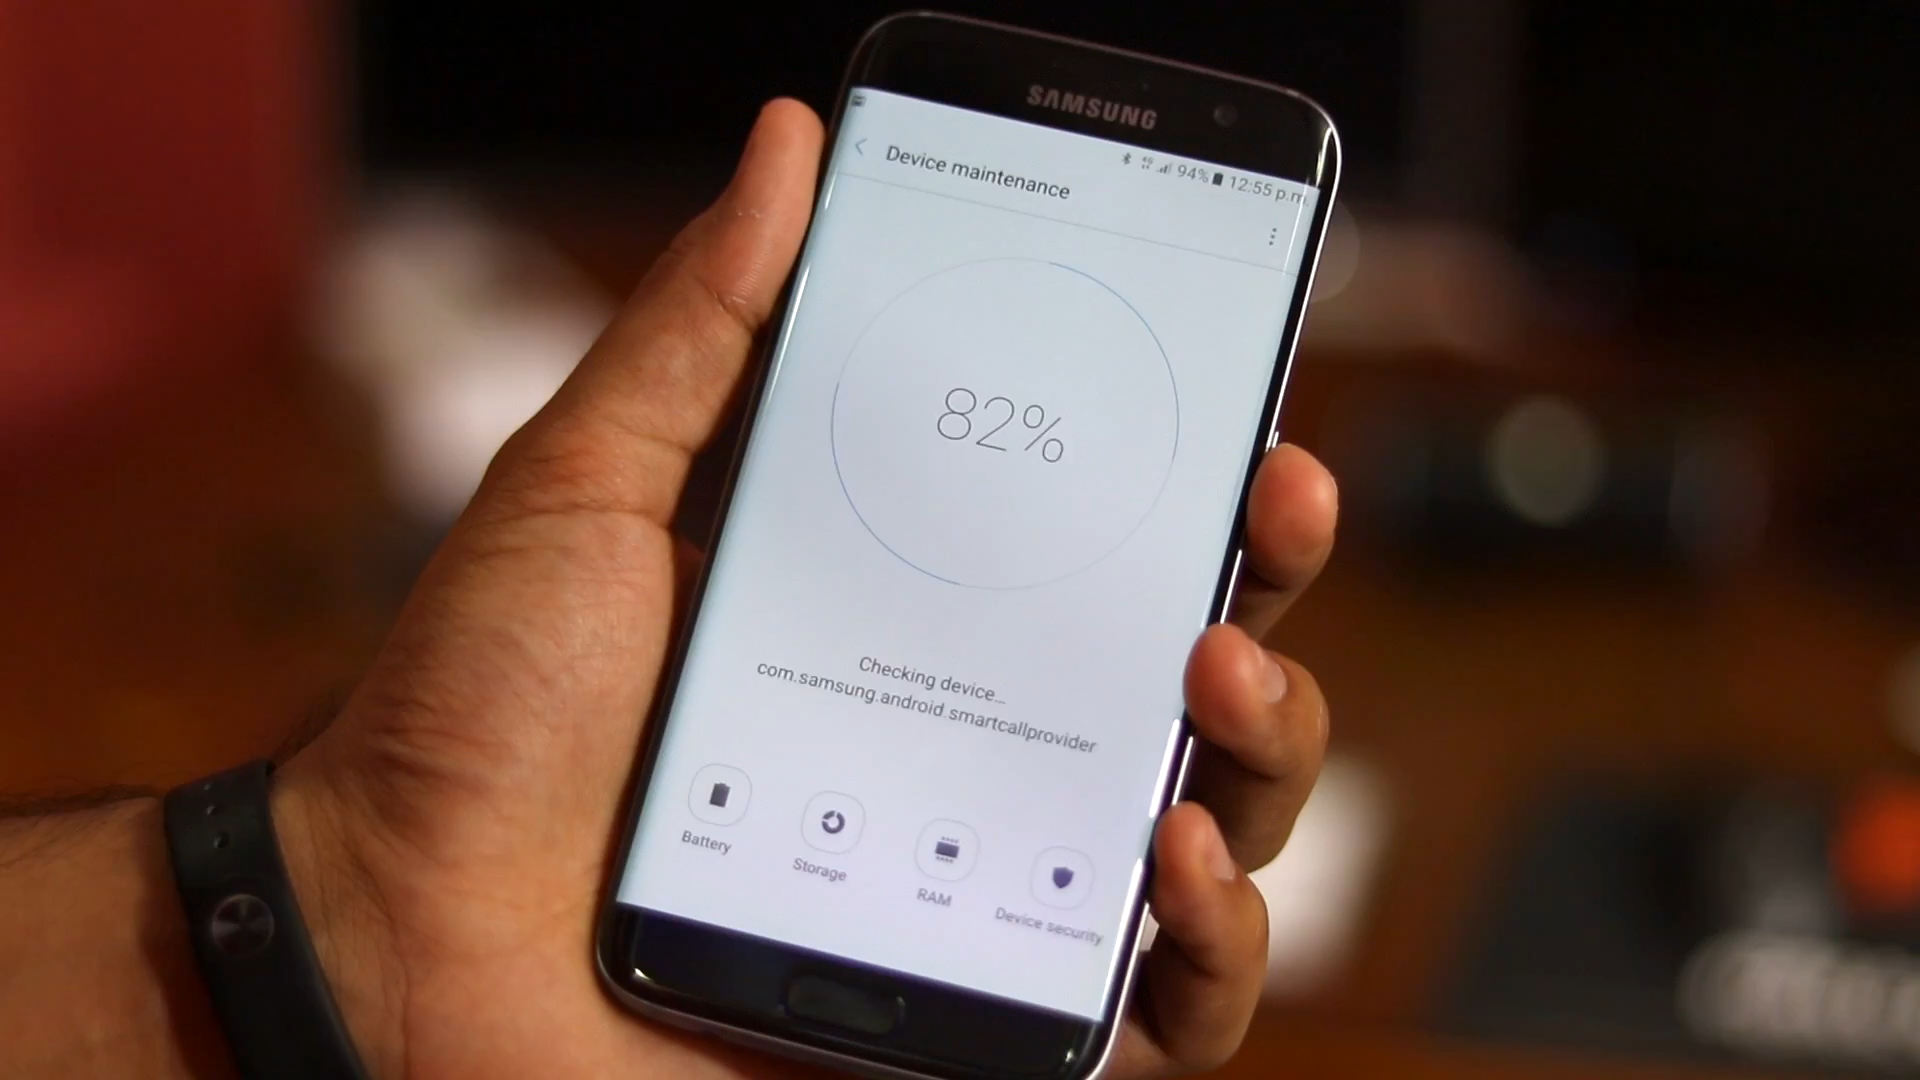 SAMSUNG
94% 12:55 p.m.
Device maintenance
82%
Checking device...
com.samsung.android.smartcallprovider
Battery
Storage
RAM
Device security